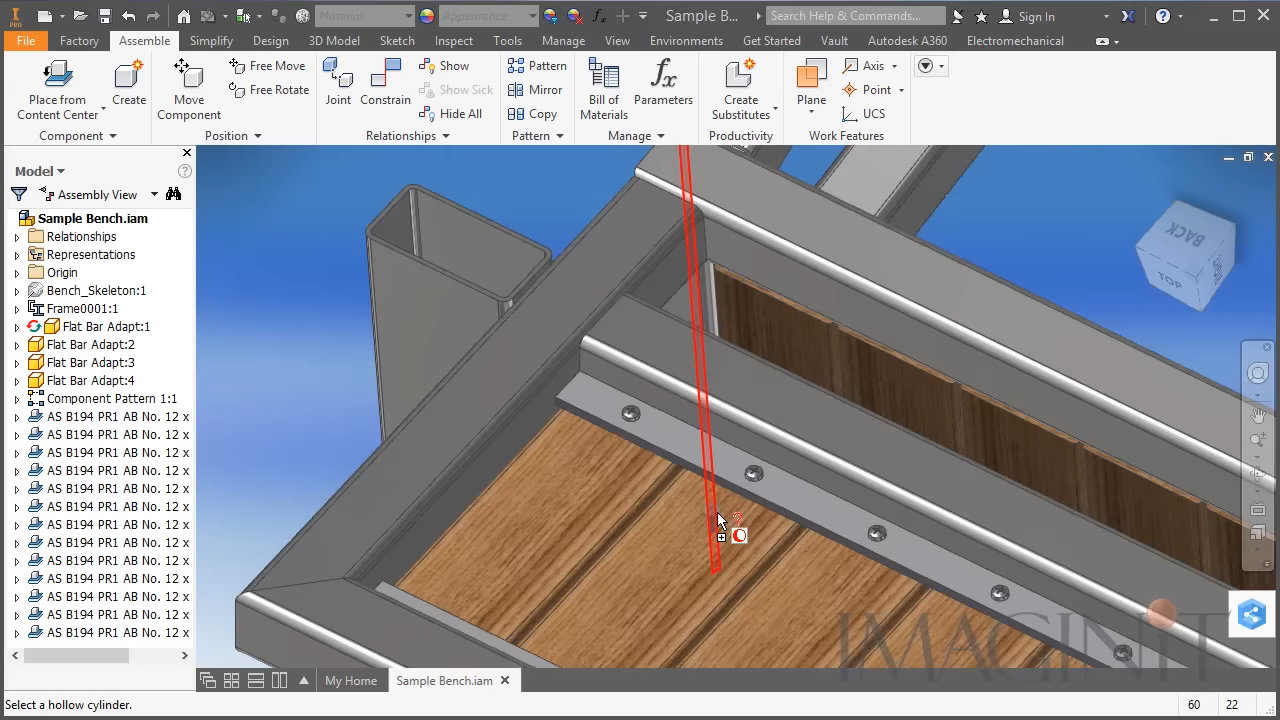 PRO Material Appearance fx Sample B... Search Help & Commands... Sign In ?
File Factory Assemble Simplify Design 3D Model Sketch Inspect Tools Manage View Environments Get Started Vault Autodesk A360 Electromechanical
Place from Content Center Create Move Component Free Move Free Rotate Joint Constrain Show Show Sick Hide All Pattern Mirror Copy Bill of Materials fx Parameters Create Substitutes Plane Axis Point UCS
Component Position Relationships Pattern Manage Productivity Work Features
Model ?
Assembly View
Sample Bench.iam
Relationships
Representations
Origin
Bench_Skeleton:1
Frame0001:1
Flat Bar Adapt:1
Flat Bar Adapt:2
Flat Bar Adapt:3
Flat Bar Adapt:4
Component Pattern 1:1
AS B194 PR1 AB No. 12 x
AS B194 PR1 AB No. 12 x
AS B194 PR1 AB No. 12 x
AS B194 PR1 AB No. 12 x
AS B194 PR1 AB No. 12 x
AS B194 PR1 AB No. 12 x
AS B194 PR1 AB No. 12 x
AS B194 PR1 AB No. 12 x
AS B194 PR1 AB No. 12 x
AS B194 PR1 AB No. 12 x
AS B194 PR1 AB No. 12 x
AS B194 PR1 AB No. 12 x
AS B194 PR1 AB No. 12 x
BACK
TOP
?
IMAGINiT
My Home Sample Bench.iam
Select a hollow cylinder. 60 22